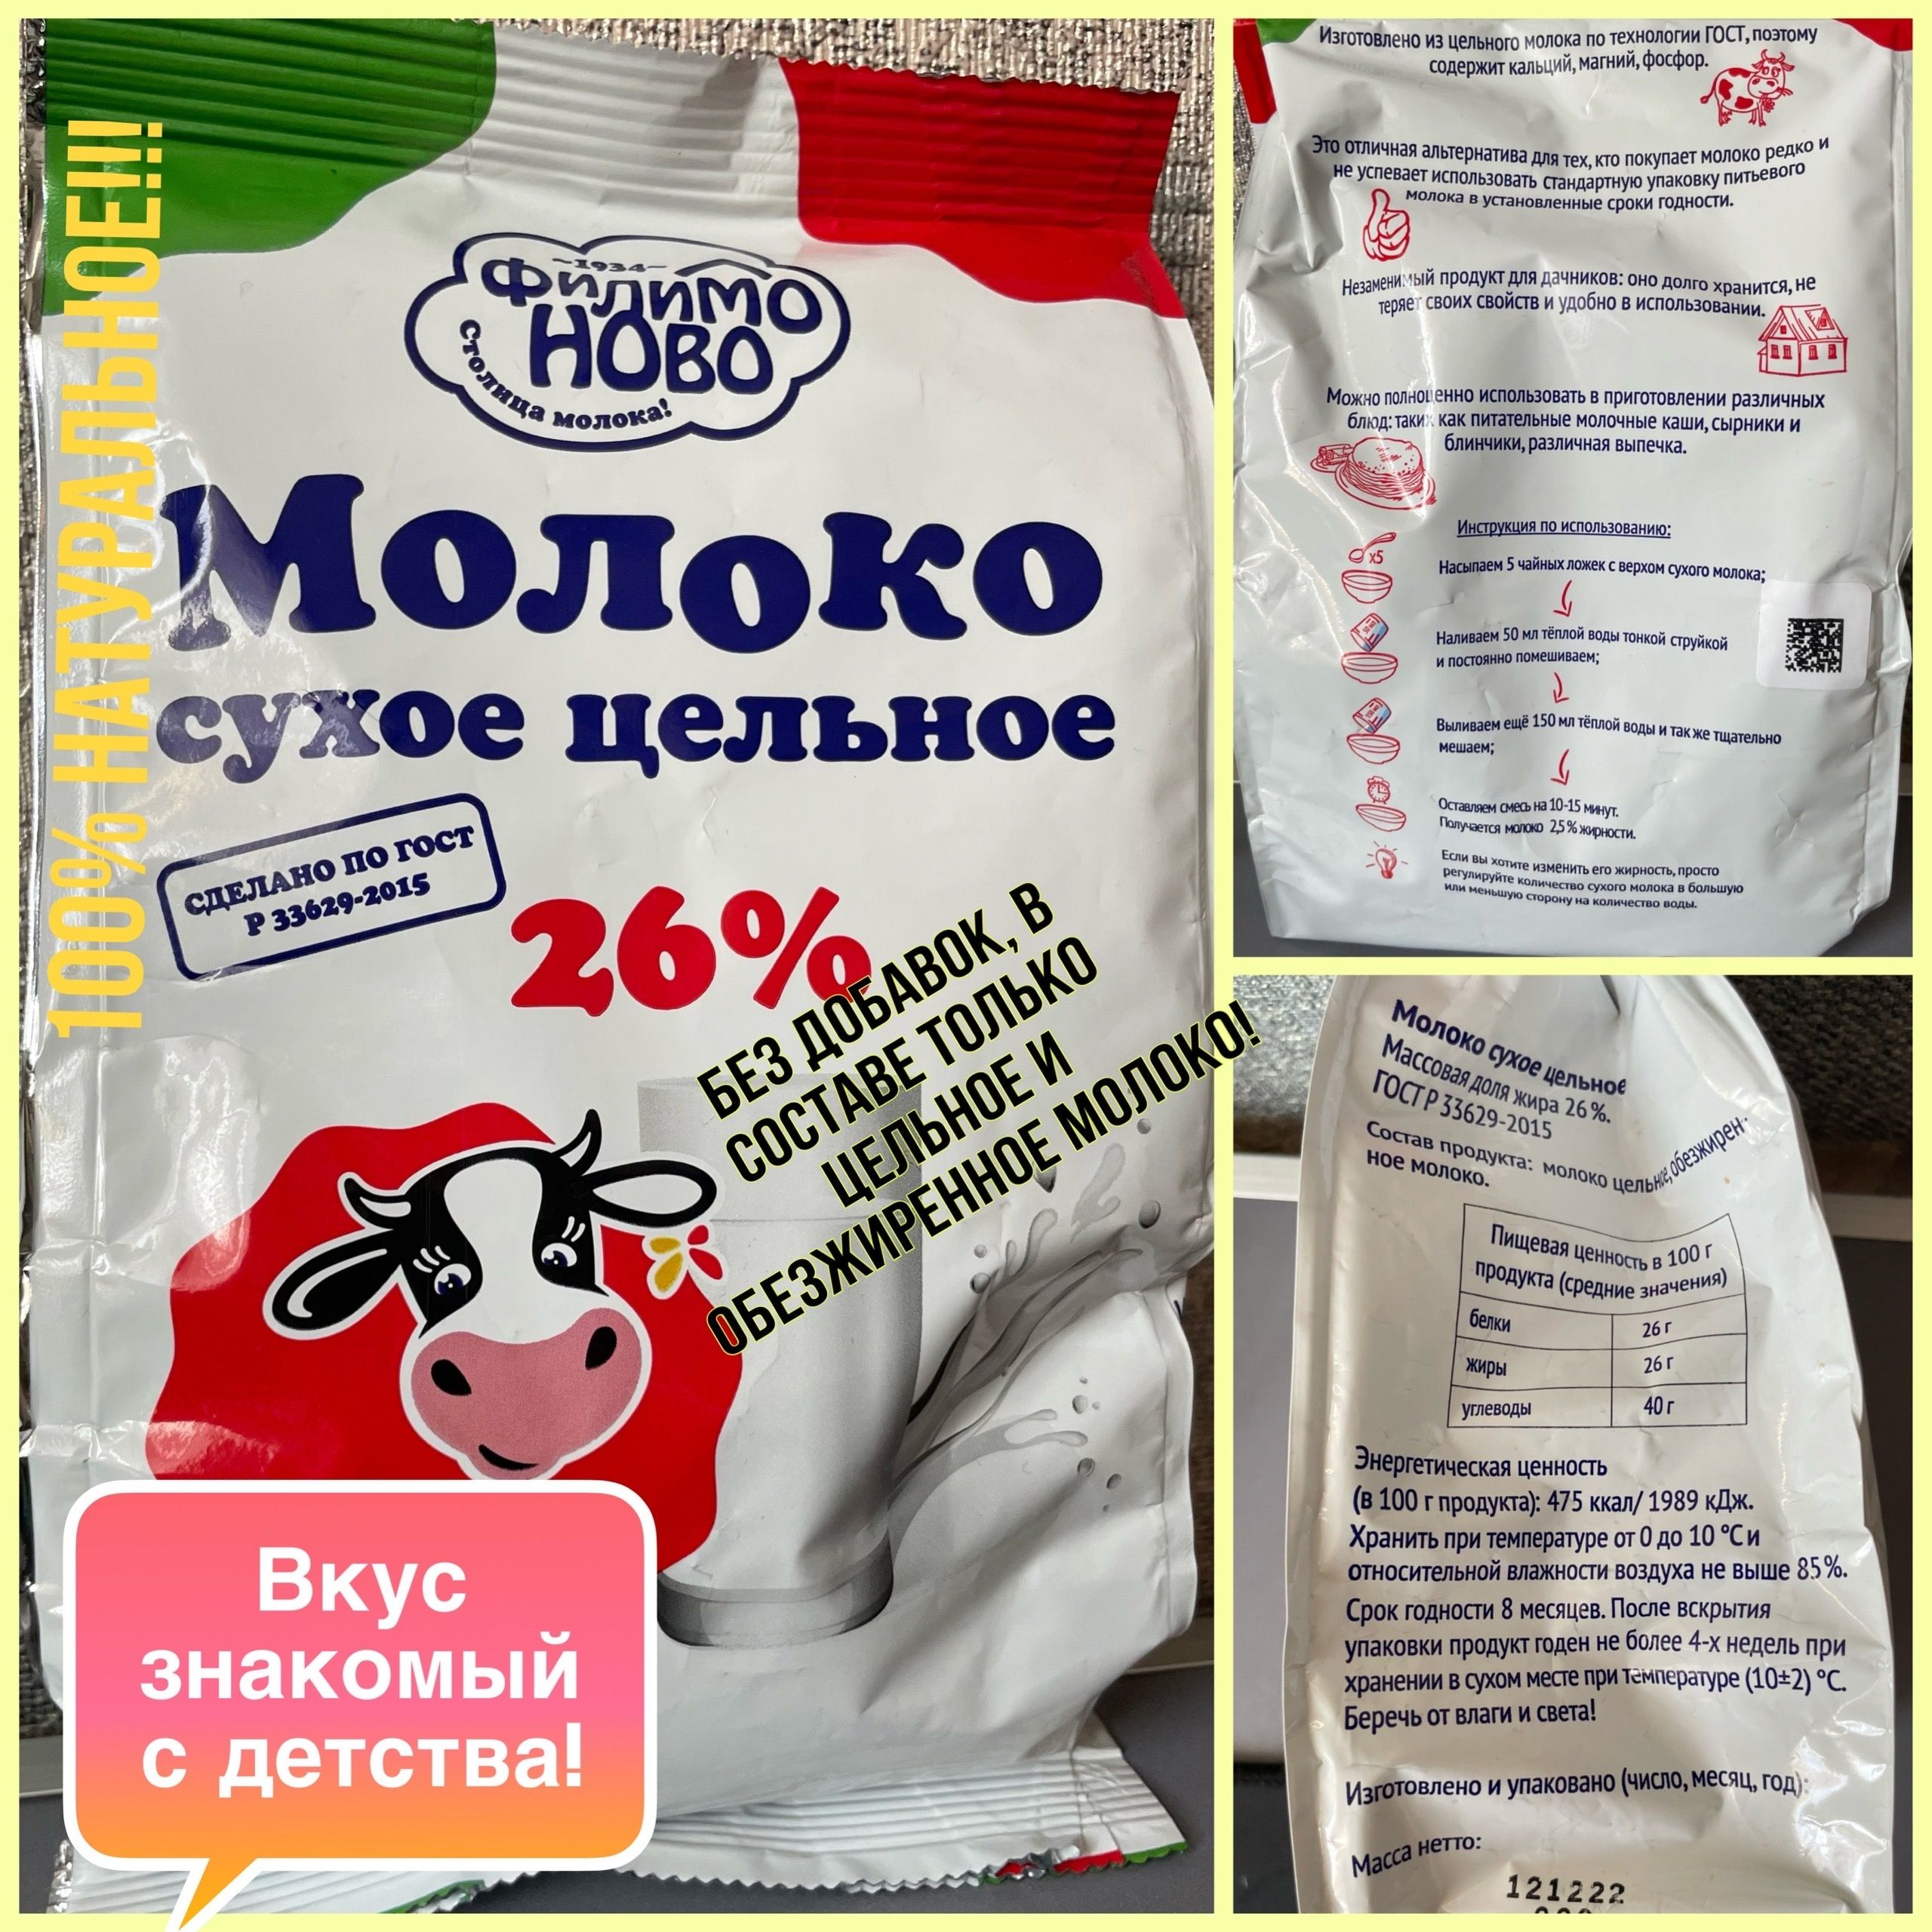 100% НАТУРАЛЬНОЕ!!!
~1934~
ФИЛИМО
НОВО
Столица молока!
Молоко
сухое цельное
СДЕЛАНО ПО ГОСТ
Р 33629-2015
26%
БЕЗ ДОБАВОК, В
СОСТАВЕ ТОЛЬКО
ЦЕЛЬНОЕ И
ОБЕЗЖИРЕННОЕ МОЛОКО!
Вкус
знакомый
с детства!
Изготовлено из цельного молока по технологии ГОСТ, поэтому
содержит кальций, магний, фосфор.
Это отличная альтернатива для тех, кто покупает молоко редко и
не успевает использовать стандартную упаковку питьевого
молока в установленные сроки годности.
Незаменимый продукт для дачников: оно долго хранится, не
теряет своих свойств и удобно в использовании.
Можно полноценно использовать в приготовлении различных
блюд: таких как питательные молочные каши, сырники и
блинчики, различная выпечка.
Инструкция по использованию:
x5
Насыпаем 5 чайных ложек с верхом сухого молока;
Наливаем 50 мл тёплой воды тонкой струйкой
и постоянно помешиваем;
Выливаем ещё 150 мл тёплой воды и так же тщательно
мешаем;
Оставляем смесь на 10-15 минут.
Получается молоко 2,5 % жирности.
Если вы хотите изменить его жирность, просто
регулируйте количество сухого молока в большую
или меньшую сторону на количество воды.
Молоко сухое цельное
Массовая доля жира 26 %.
ГОСТ Р 33629-2015
Состав продукта: молоко цельное, обезжирен-
ное молоко.
Пищевая ценность в 100 г
продукта (средние значения)
белки 26 г
жиры 26 г
углеводы 40 г
Энергетическая ценность
(в 100 г продукта): 475 ккал/ 1989 кДж.
Хранить при температуре от 0 до 10 °С и
относительной влажности воздуха не выше 85%.
Срок годности 8 месяцев. После вскрытия
упаковки продукт годен не более 4-х недель при
хранении в сухом месте при температуре (10±2) °С.
Беречь от влаги и света!
Изготовлено и упаковано (число, месяц, год):
Масса нетто:
121222